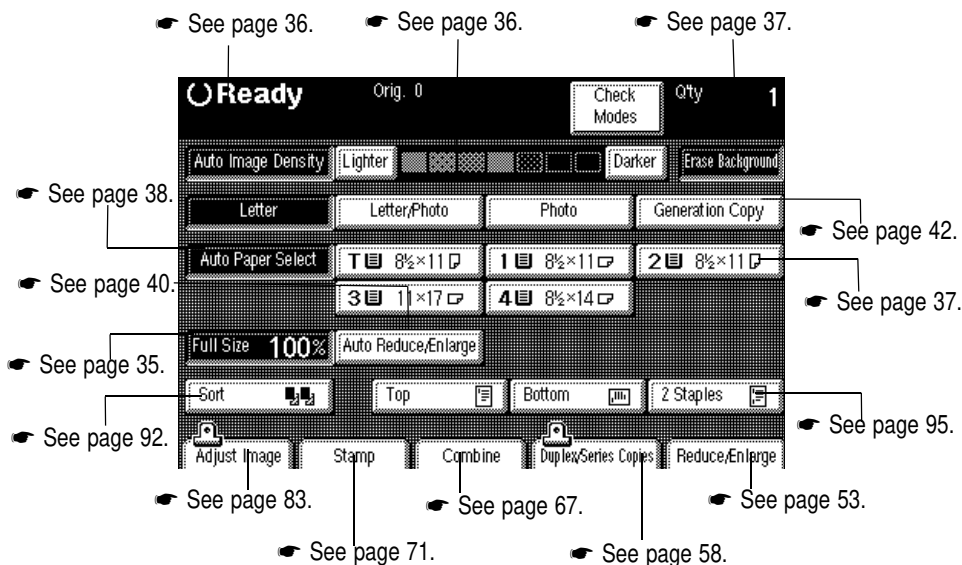 ☛ See page 36. ☛ See page 36. ☛ See page 37.
Ready Orig. 0 Check Modes Q'ty 1
Auto Image Density Lighter Darker Erase Background
☛ See page 38.
Letter Letter/Photo Photo Generation Copy
☛ See page 42.
Auto Paper Select T 8½×11 1 8½×11 2 8½×11
☛ See page 40.
3 11×17 4 8½×14
☛ See page 37.
Full Size 100% Auto Reduce/Enlarge
☛ See page 35.
Sort Top Bottom 2 Staples
☛ See page 92.
☛ See page 95.
Adjust Image Stamp Combine Duplex/Series Copies Reduce/Enlarge
☛ See page 83. ☛ See page 67. ☛ See page 53.
☛ See page 71. ☛ See page 58.